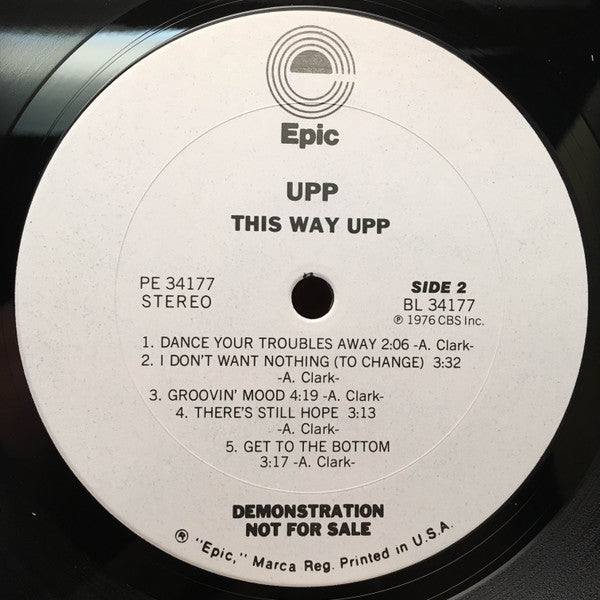 Epic
UPP
THIS WAY UPP
PE 34177
STEREO
SIDE 2
BL 34177
℗ 1976 CBS Inc.
1. DANCE YOUR TROUBLES AWAY 2:06 -A. Clark-
2. I DON'T WANT NOTHING (TO CHANGE) 3:32
-A. Clark-
3. GROOVIN' MOOD 4:19 -A. Clark-
4. THERE'S STILL HOPE 3:13
-A. Clark-
5. GET TO THE BOTTOM
3:17 -A. Clark-
DEMONSTRATION
NOT FOR SALE
® "Epic," Marca Reg. Printed in U.S.A.